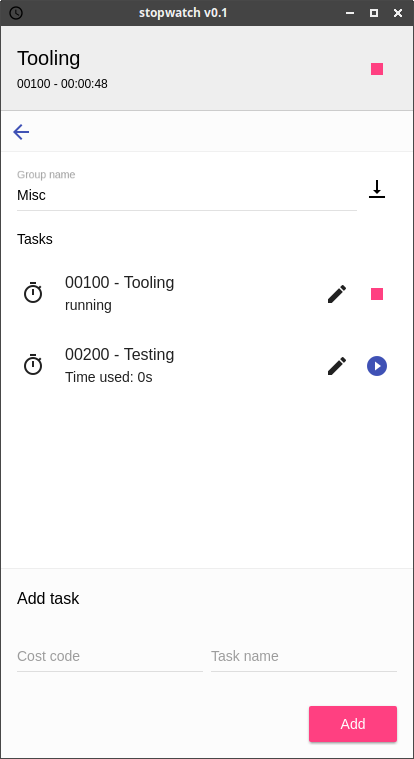 stopwatch v0.1
Tooling
00100 - 00:00:48
Group name
Misc
Tasks
00100 - Tooling
running
00200 - Testing
Time used: 0s
Add task
Cost code
Task name
Add